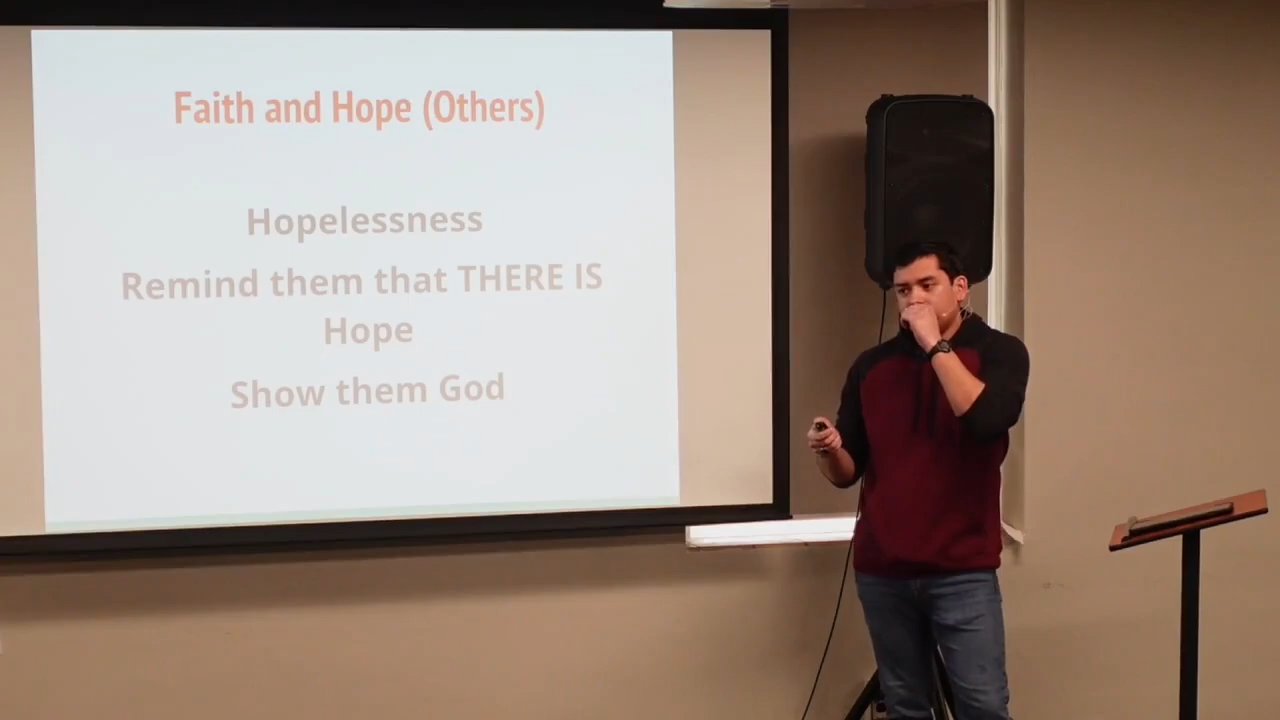 Faith and Hope (Others)
Hopelessness
Remind them that THERE IS
Hope
Show them God